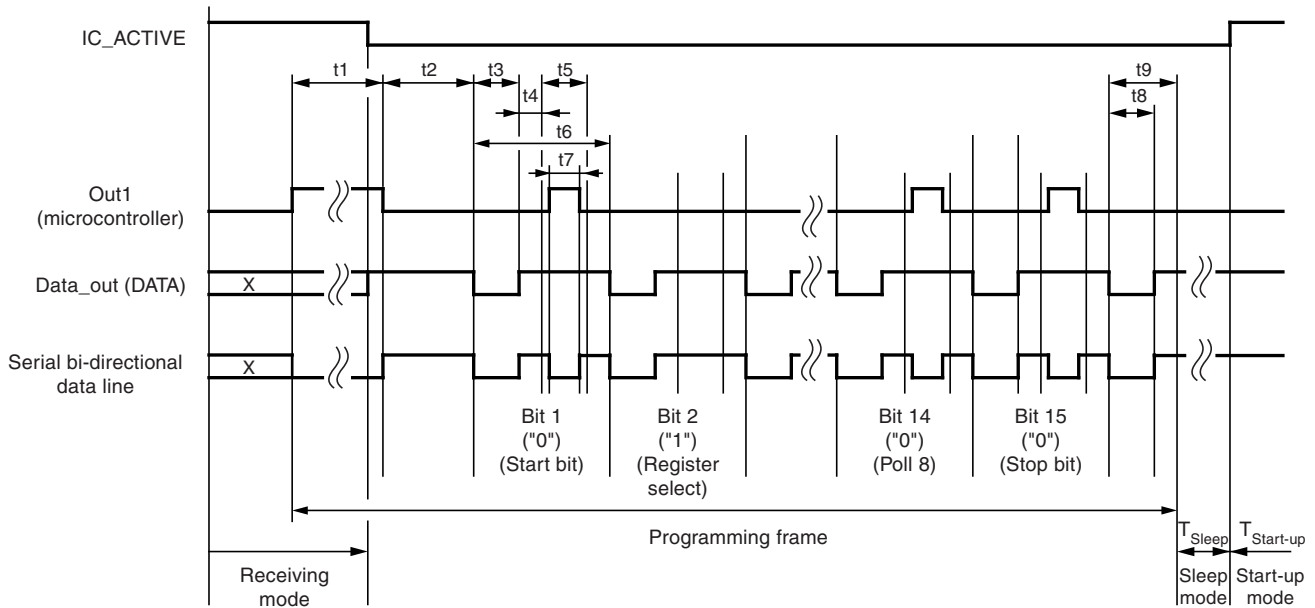 IC_ACTIVE
t1
t2
t3
t5
t9
t4
t8
t6
t7
Out1
(microcontroller)
Data_out (DATA)
X
Serial bi-directional
data line
X
Bit 1
("0")
(Start bit)
Bit 2
("1")
(Register
select)
Bit 14
("0")
(Poll 8)
Bit 15
("0")
(Stop bit)
Programming frame
TSleep
TStart-up
Receiving
mode
Sleep
mode
Start-up
mode